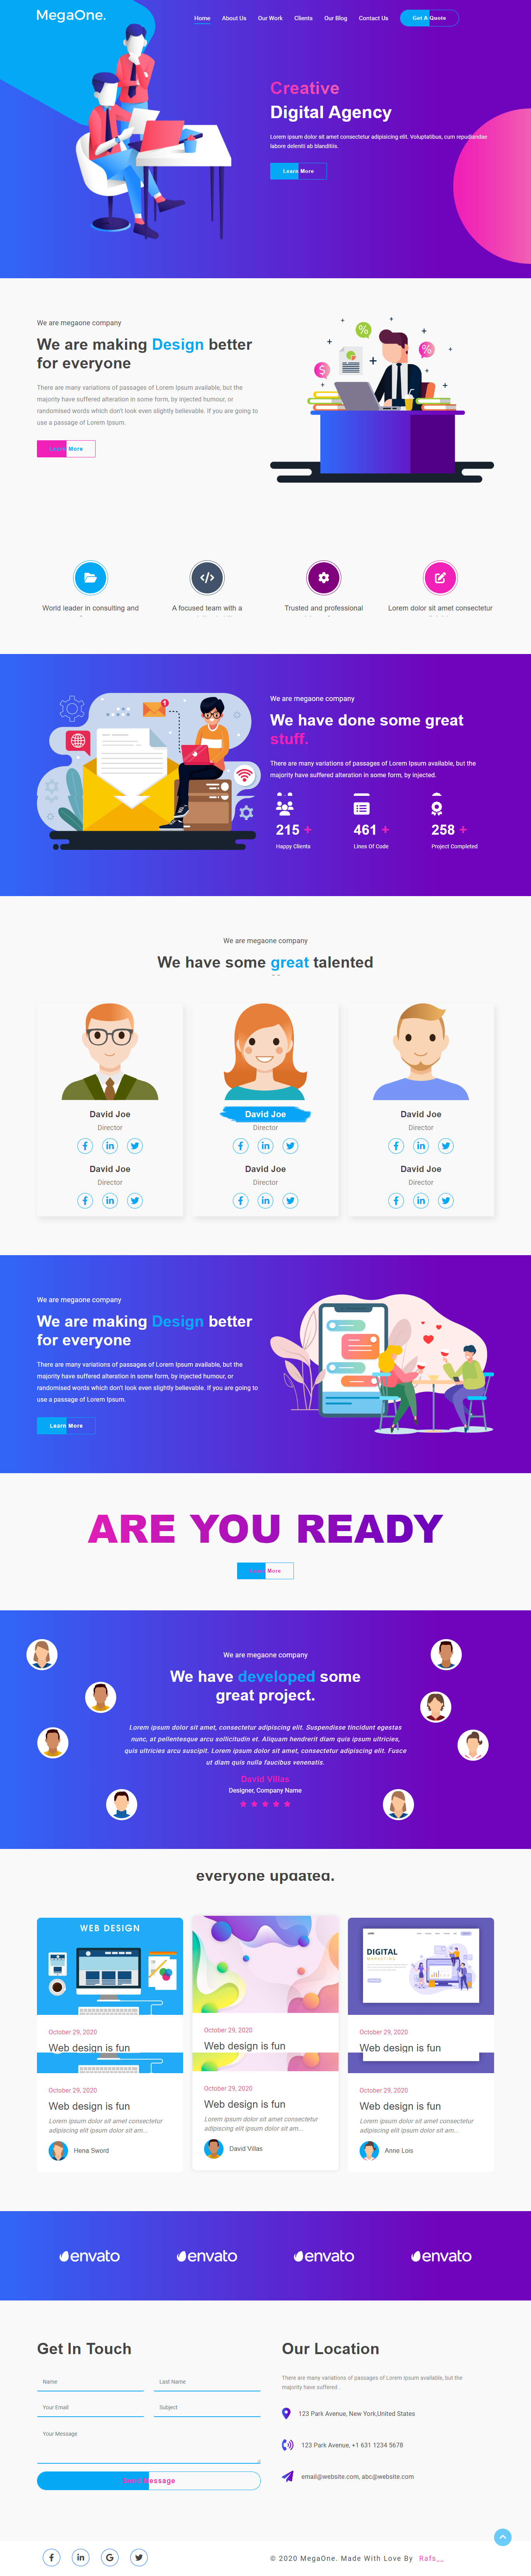 MegaOne.
Home About Us Our Work Clients Our Blog Contact Us Get A Quote
Creative
Digital Agency
Lorem ipsum dolor sit amet consectetur adipisicing elit. Voluptatibus, cum repudiandae
labore deleniti ab blanditiis.
Learn More
We are megaone company
We are making Design better
for everyone
There are many variations of passages of Lorem Ipsum available, but the
majority have suffered alteration in some form, by injected humour, or
randomised words which don't look even slightly believable. If you are going to
use a passage of Lorem Ipsum.
Learn More
%
%
$
World leader in consulting and
A focused team with a
Trusted and professional
Lorem dolor sit amet consectetur
We are megaone company
We have done some great
stuff.
There are many variations of passages of Lorem Ipsum available, but the
majority have suffered alteration in some form, by injected.
1
215 +
461 +
258 +
Happy Clients
Lines Of Code
Project Completed
We are megaone company
We have some great talented
David Joe
Director
David Joe
Director
David Joe
Director
David Joe
Director
David Joe
Director
David Joe
Director
We are megaone company
We are making Design better
for everyone
There are many variations of passages of Lorem Ipsum available, but the
majority have suffered alteration in some form, by injected humour, or
randomised words which don't look even slightly believable. If you are going to
use a passage of Lorem Ipsum.
Learn More
ARE YOU READY
Learn More
We are megaone company
We have developed some
great project.
Lorem ipsum dolor sit amet, consectetur adipiscing elit. Suspendisse tincidunt egestas
nunc, at pellentesque arcu sollicitudin et. Aliquam hendrerit diam quis ipsum ultricies,
quis ultricies arcu suscipit. Lorem ipsum dolor sit amet, consectetur adipiscing elit. Fusce
ut diam quis nulla faucibus venenatis.
David Villas
Designer, Company Name
everyone updated.
WEB DESIGN
DIGITAL
MARKETING
October 29, 2020
Web design is fun
October 29, 2020
Web design is fun
Lorem ipsum dolor sit amet consectetur
adipiscing elit ipsum dolor sit am...
Hena Sword
October 29, 2020
Web design is fun
October 29, 2020
Web design is fun
Lorem ipsum dolor sit amet consectetur
adipiscing elit ipsum dolor sit am...
David Villas
October 29, 2020
Web design is fun
October 29, 2020
Web design is fun
Lorem ipsum dolor sit amet consectetur
adipiscing elit ipsum dolor sit am...
Anne Lois
envato envato envato envato
Get In Touch
Name
Last Name
Your Email
Subject
Your Message
Send Message
Our Location
There are many variations of passages of Lorem Ipsum available, but the
majority have suffered.
123 Park Avenue, New York,United States
123 Park Avenue, +1 631 1234 5678
email@website.com, abc@website.com
© 2020 MegaOne. Made With Love By Rafs__